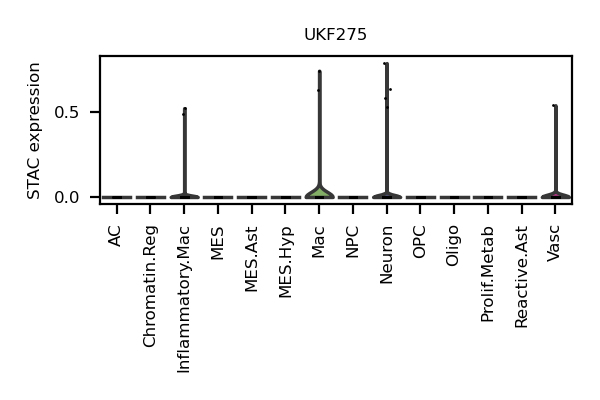 UKF275
STAC expression
0.5
0.0
AC
Chromatin.Reg
Inflammatory.Mac
MES
MES.Ast
MES.Hyp
Mac
NPC
Neuron
OPC
Oligo
Prolif.Metab
Reactive.Ast
Vasc